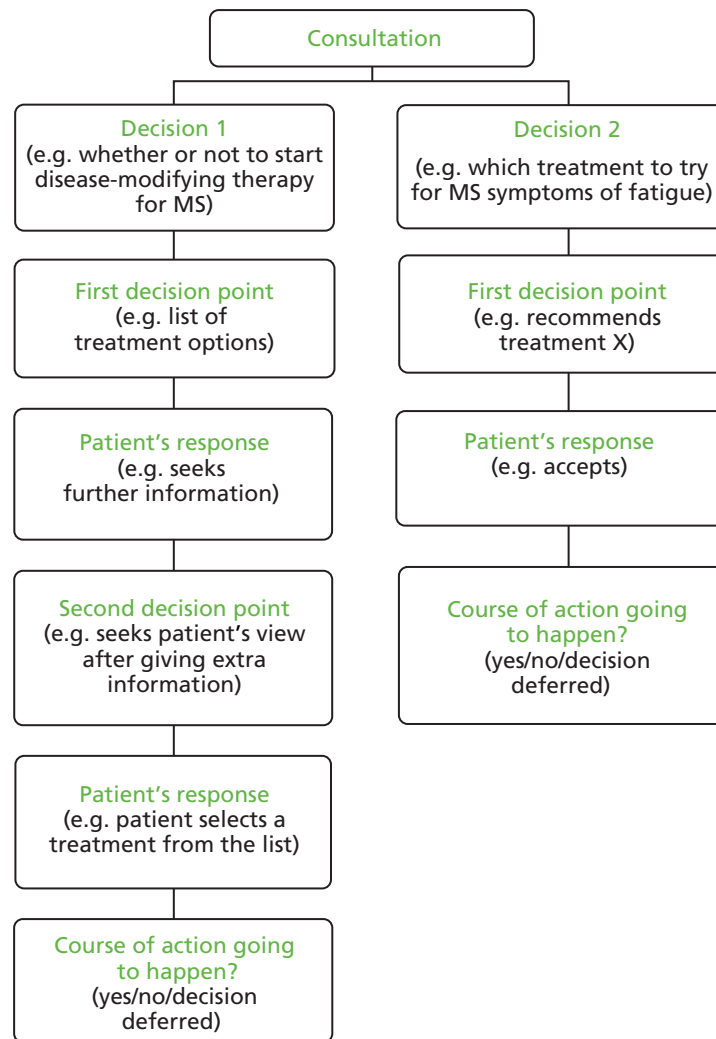 Consultation
Decision 1
(e.g. whether or not to start
disease-modifying therapy
for MS)
First decision point
(e.g. list of
treatment options)
Patient’s response
(e.g. seeks
further information)
Second decision point
(e.g. seeks patient’s view
after giving extra
information)
Patient’s response
(e.g. patient selects a
treatment from the list)
Course of action going
to happen?
(yes/no/decision
deferred)
Decision 2
(e.g. which treatment to try
for MS symptoms of fatigue)
First decision point
(e.g. recommends
treatment X)
Patient’s response
(e.g. accepts)
Course of action going
to happen?
(yes/no/decision
deferred)